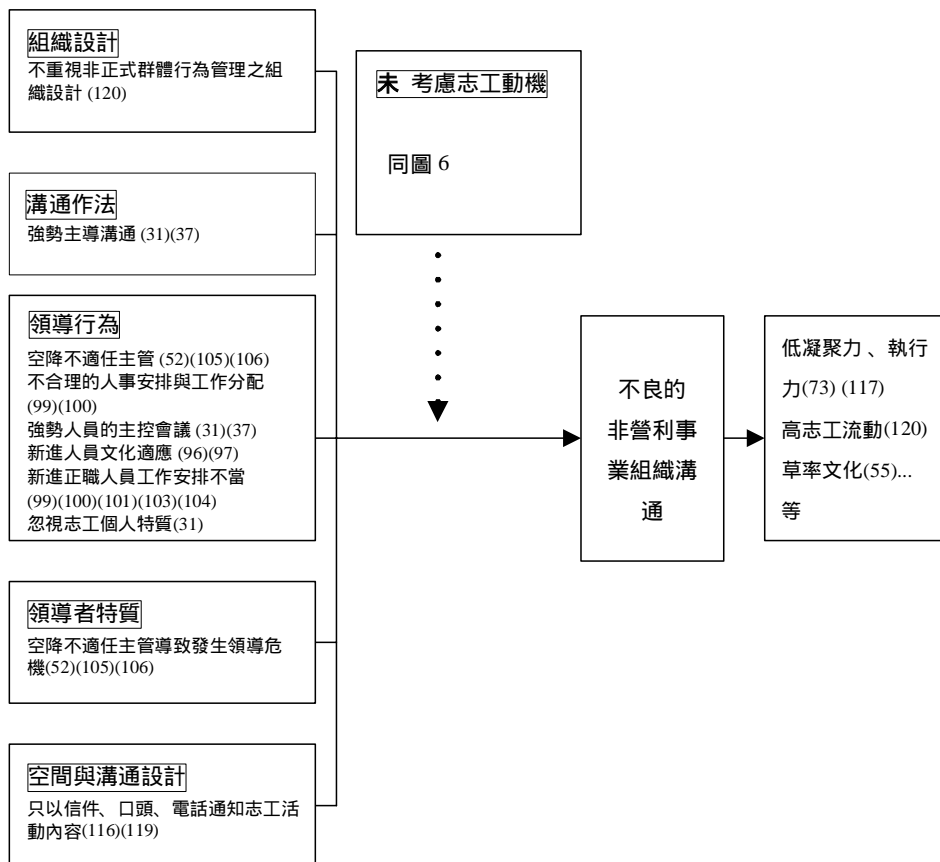 組織設計
不重視非正式群體行為管理之組
織設計 (120)
溝通作法
強勢主導溝通 (31)(37)
領導行為
空降不適任主管 (52)(105)(106)
不合理的人事安排與工作分配
(99)(100)
強勢人員的主控會議 (31)(37)
新進人員文化適應 (96)(97)
新進正職人員工作安排不當
(99)(100)(101)(103)(104)
忽視志工個人特質(31)
領導者特質
空降不適任主管導致發生領導危
機(52)(105)(106)
空間與溝通設計
只以信件、口頭、電話通知志工活
動內容(116)(119)
未 考慮志工動機
同圖 6
不良的
非營利事
業組織溝
通
低凝聚力 、執行
力(73) (117)
高志工流動(120)
草率文化(55)...
等